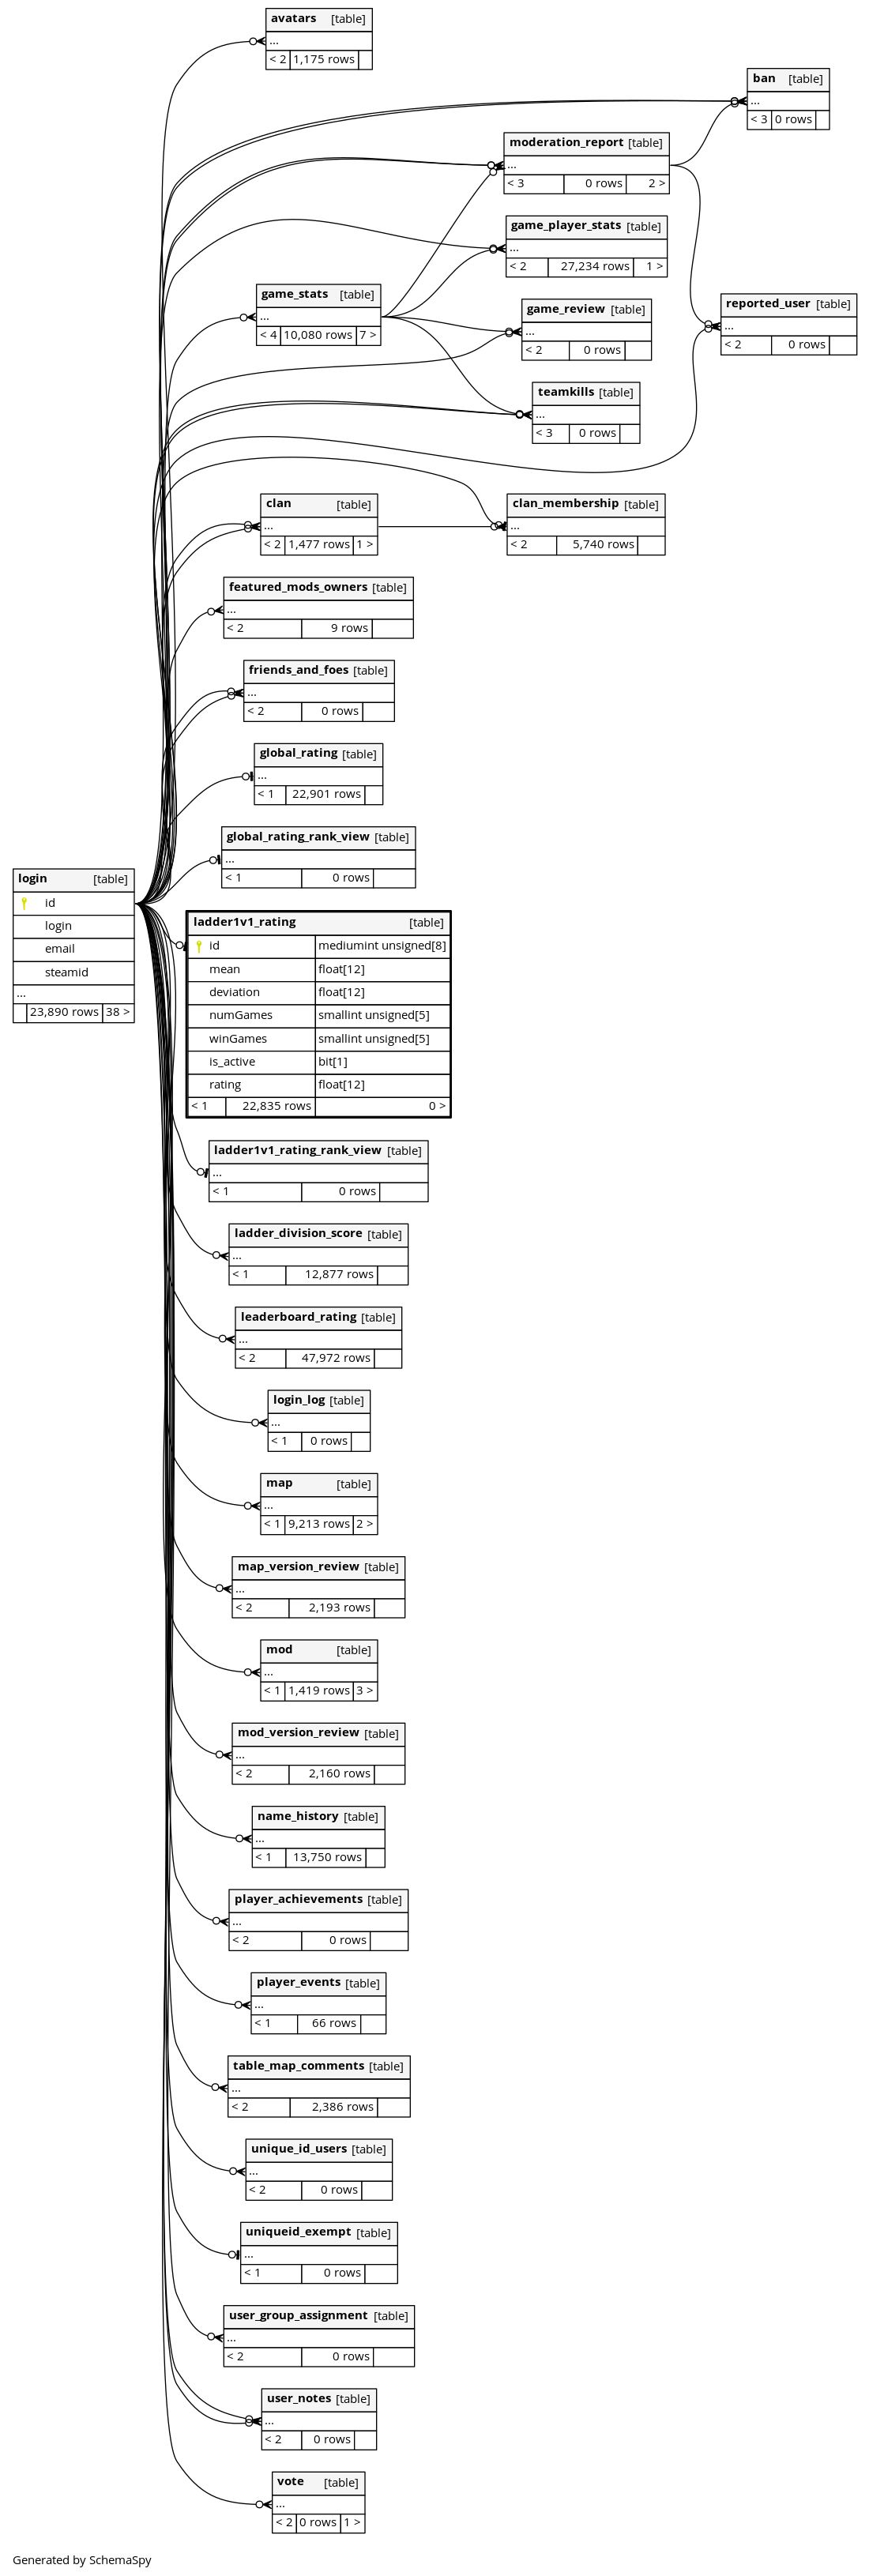 avatars [table]
...
< 2 1,175 rows
ban [table]
...
< 3 0 rows
moderation_report [table]
...
< 3 0 rows 2 >
game_player_stats [table]
...
< 2 27,234 rows 1 >
game_stats [table]
...
< 4 10,080 rows 7 >
game_review [table]
...
< 2 0 rows
reported_user [table]
...
< 2 0 rows
teamkills [table]
...
< 3 0 rows
clan [table]
...
< 2 1,477 rows 1 >
clan_membership [table]
...
< 2 5,740 rows
featured_mods_owners [table]
...
< 2 9 rows
friends_and_foes [table]
...
< 2 0 rows
global_rating [table]
...
< 1 22,901 rows
global_rating_rank_view [table]
...
< 1 0 rows
login [table]
id
login
email
steamid
...
23,890 rows 38 >
ladder1v1_rating [table]
id mediumint unsigned[8]
mean float[12]
deviation float[12]
numGames smallint unsigned[5]
winGames smallint unsigned[5]
is_active bit[1]
rating float[12]
< 1 22,835 rows 0 >
ladder1v1_rating_rank_view [table]
...
< 1 0 rows
ladder_division_score [table]
...
< 1 12,877 rows
leaderboard_rating [table]
...
< 2 47,972 rows
login_log [table]
...
< 1 0 rows
map [table]
...
< 1 9,213 rows 2 >
map_version_review [table]
...
< 2 2,193 rows
mod [table]
...
< 1 1,419 rows 3 >
mod_version_review [table]
...
< 2 2,160 rows
name_history [table]
...
< 1 13,750 rows
player_achievements [table]
...
< 2 0 rows
player_events [table]
...
< 1 66 rows
table_map_comments [table]
...
< 2 2,386 rows
unique_id_users [table]
...
< 2 0 rows
uniqueid_exempt [table]
...
< 1 0 rows
user_group_assignment [table]
...
< 2 0 rows
user_notes [table]
...
< 2 0 rows
vote [table]
...
< 2 0 rows 1 >
Generated by SchemaSpy